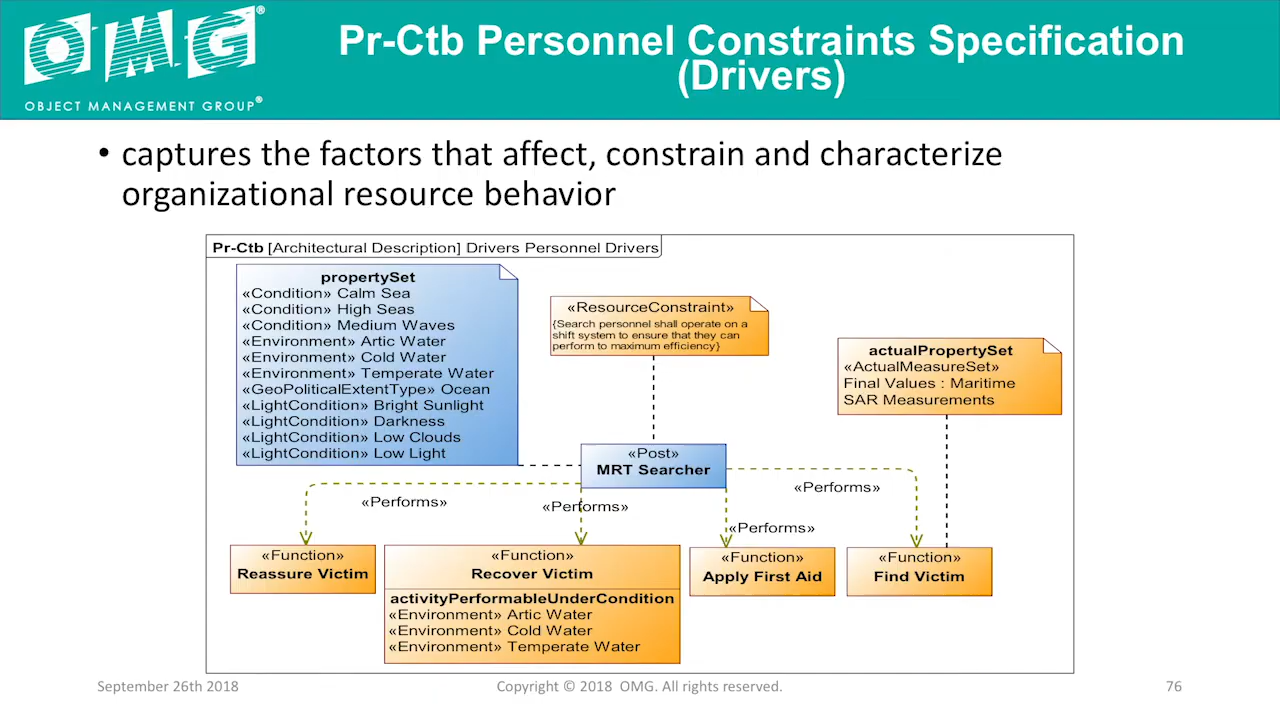 OMG®
OBJECT MANAGEMENT GROUP®
Pr-Ctb Personnel Constraints Specification
(Drivers)
• captures the factors that affect, constrain and characterize
organizational resource behavior
Pr-Ctb [Architectural Description] Drivers Personnel Drivers
propertySet
«Condition» Calm Sea
«Condition» High Seas
«Condition» Medium Waves
«Environment» Artic Water
«Environment» Cold Water
«Environment» Temperate Water
«GeoPoliticalExtentType» Ocean
«LightCondition» Bright Sunlight
«LightCondition» Darkness
«LightCondition» Low Clouds
«LightCondition» Low Light
«ResourceConstraint»
{Search personnel shall operate on a
shift system to ensure that they can
perform to maximum efficiency}
actualPropertySet
«ActualMeasureSet»
Final Values : Maritime
SAR Measurements
«Post»
MRT Searcher
«Performs»
«Performs»
«Performs»
«Performs»
«Function»
Reassure Victim
«Function»
Recover Victim
activityPerformableUnderCondition
«Environment» Artic Water
«Environment» Cold Water
«Environment» Temperate Water
«Function»
Apply First Aid
«Function»
Find Victim
September 26th 2018
Copyright © 2018 OMG. All rights reserved.
76